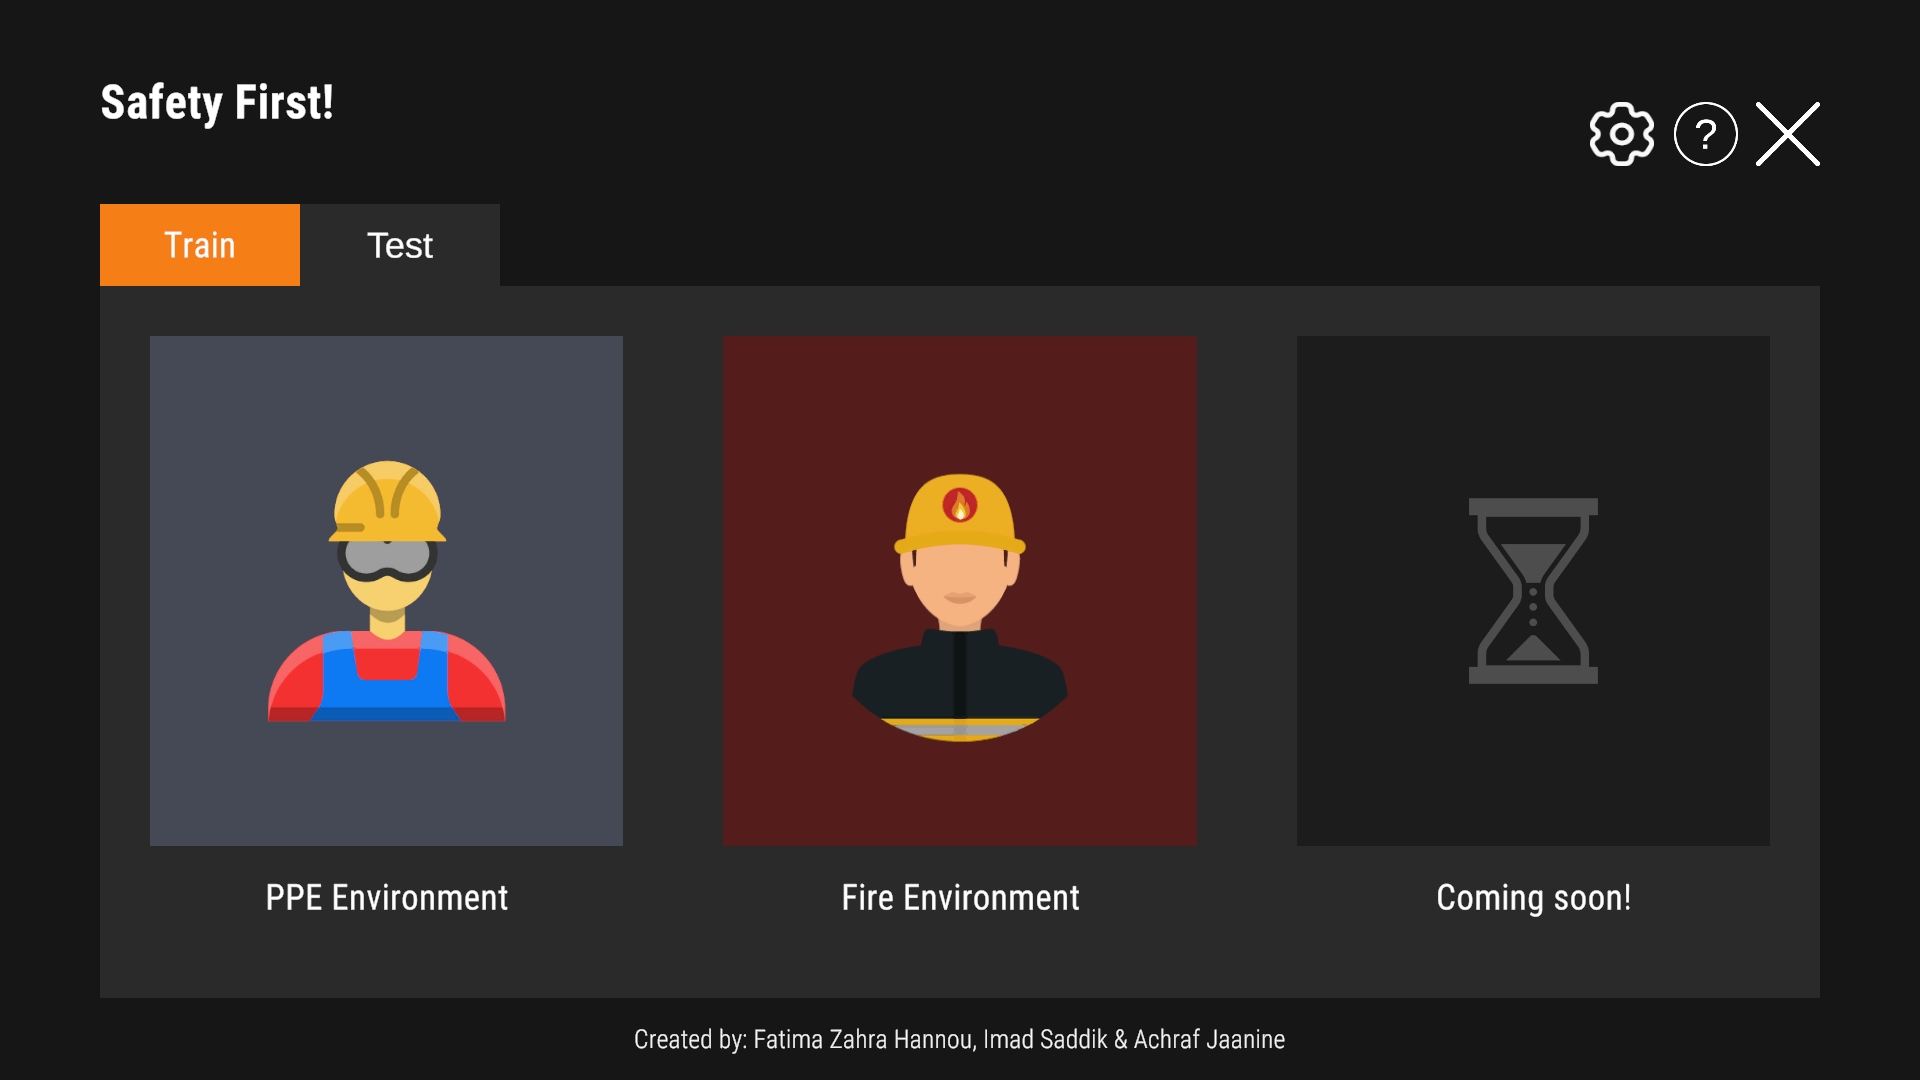 Safety First!
?
Train
Test
PPE Environment
Fire Environment
Coming soon!
Created by: Fatima Zahra Hannou, Imad Saddik & Achraf Jaanine